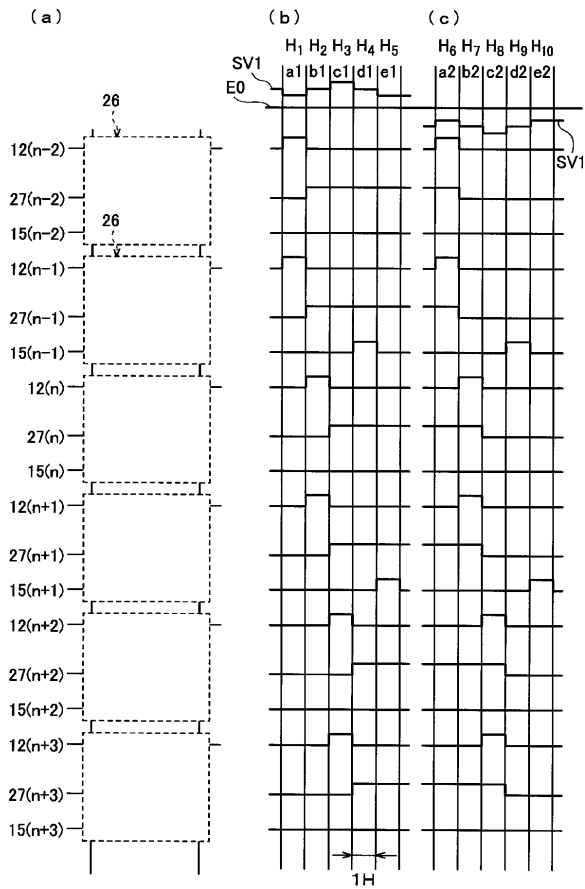 (a)
(b)
(c)
H1 H2 H3 H4 H5
H6 H7 H8 H9 H10
SV1
a1 b1 c1 d1 e1
a2 b2 c2 d2 e2
E0
26
SV1
12(n-2)
27(n-2)
26
15(n-2)
12(n-1)
27(n-1)
15(n-1)
12(n)
27(n)
15(n)
12(n+1)
27(n+1)
15(n+1)
12(n+2)
27(n+2)
15(n+2)
12(n+3)
27(n+3)
15(n+3)
1H